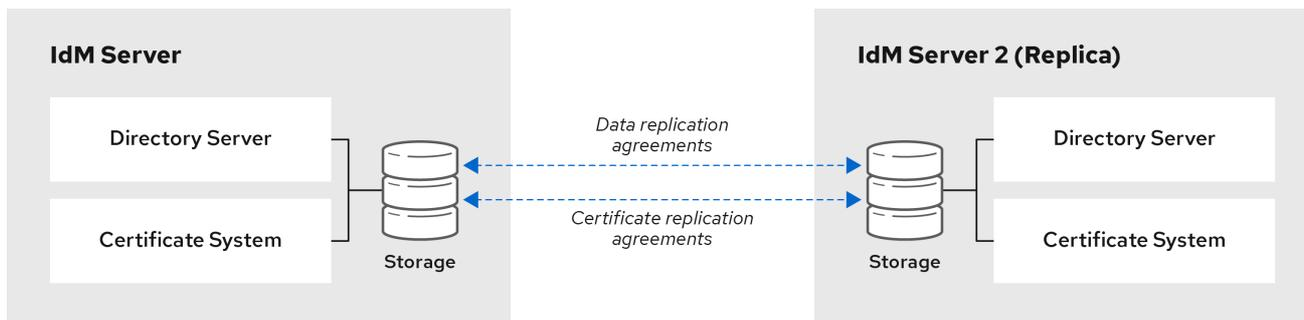 IdM Server
Directory Server
Certificate System
Storage
Data replication
agreements
Certificate replication
agreements
IdM Server 2 (Replica)
Storage
Directory Server
Certificate System